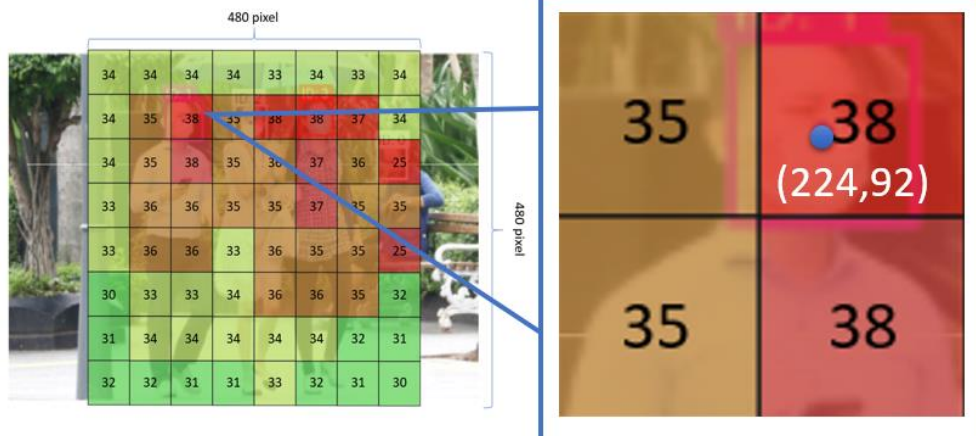 480 pixel
34 34 34 34 33 34 33 34
34 35 38 35 38 38 37 34
34 35 38 35 36 37 36 25
33 36 36 35 35 37 35 35
33 36 36 33 36 35 35 25
30 33 33 34 36 36 35 32
31 34 34 34 34 34 32 31
32 32 31 31 33 32 31 30
480 pixel
35 38
(224,92)
35 38